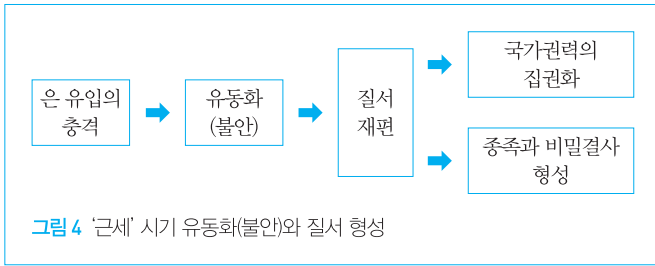 은 유입의
충격
유동화
(불안)
질서
재편
국가권력의
집권화
종족과 비밀결사
형성
그림 4 '근세' 시기 유동화(불안)와 질서 형성